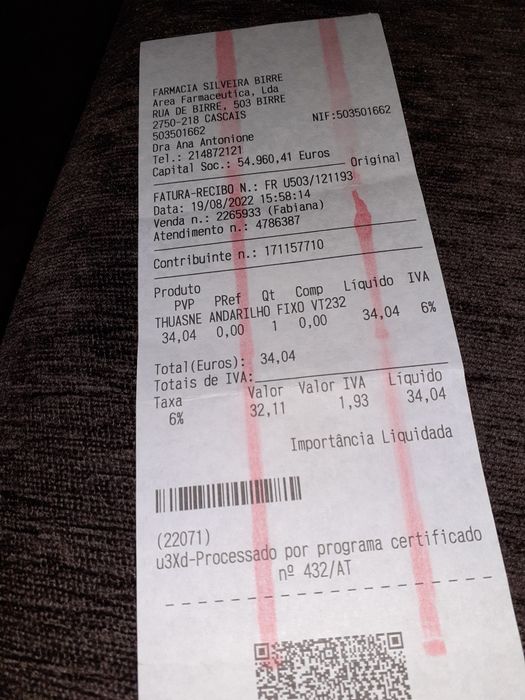 FARMACIA SILVEIRA BIRRE
Area Farmaceutica, Lda
RUA DE BIRRE, 503 BIRRE
2750-218 CASCAIS
503501662 NIF:503501662
Dra Ana Antonione
Tel.: 214872121
Capital Soc.: 54.960,41 Euros
Original
FATURA-RECIBO N.: FR U503/121193
Data: 19/08/2022 15:58:14
Venda n.: 2265933 (Fabiana)
Atendimento n.: 4786387
Contribuinte n.: 171157710
Produto
PVP PRef Qt Comp Líquido IVA
THUASNE ANDARILHO FIXO VT232
34,04 0,00 1 0,00 34,04 6%
Total(Euros): 34,04
Totais de IVA:
Taxa Valor Valor IVA Líquido
6% 32,11 1,93 34,04
Importância Liquidada
(22071)
u3Xd-Processado por programa certificado
nº 432/AT